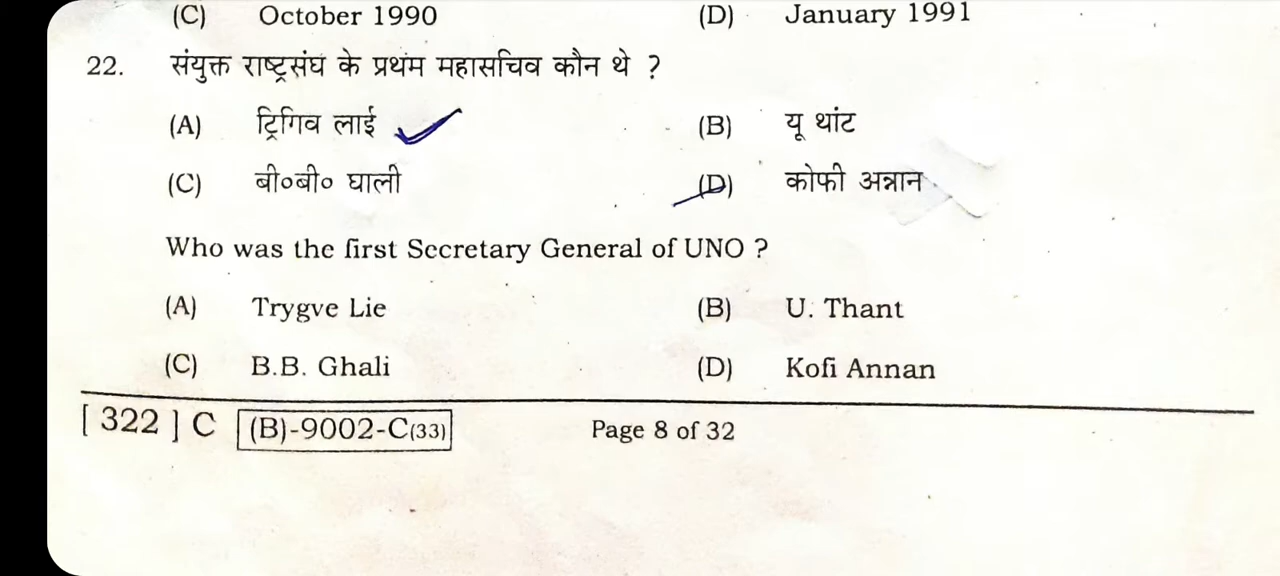 (C) October 1990 (D) January 1991
22. संयुक्त राष्ट्रसंघ के प्रथम महासचिव कौन थे ?
(A) ट्रिगिव लाई (B) यू थांट
(C) बी०बी० घाली (D) कोफी अन्नान
Who was the first Secretary General of UNO ?
(A) Trygve Lie (B) U. Thant
(C) B.B. Ghali (D) Kofi Annan
[ 322 ] C (B)-9002-C(33) Page 8 of 32